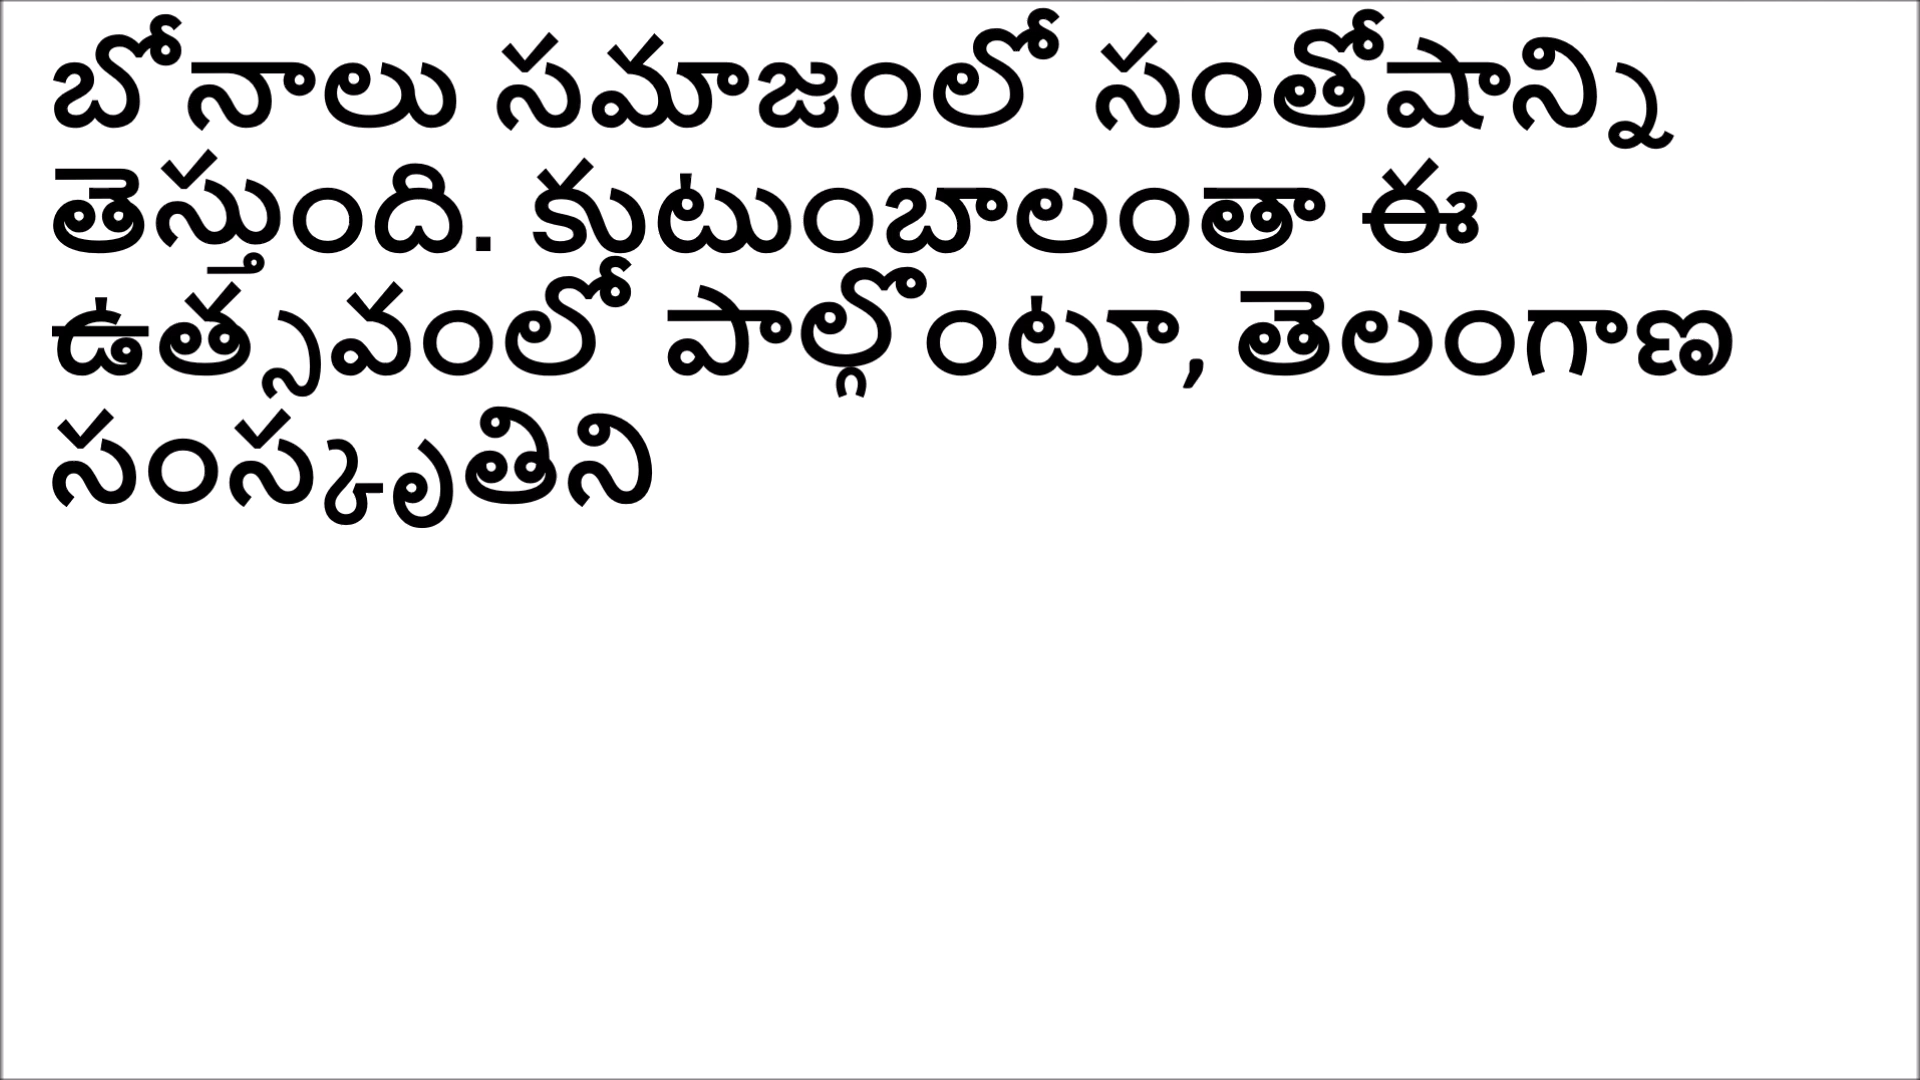 బోనాలు సమాజంలో సంతోషాన్ని
తెస్తుంది. కుటుంబాలంతా ఈ
ఉత్సవంలో పాల్గొంటూ, తెలంగాణ
సంస్కృతిని